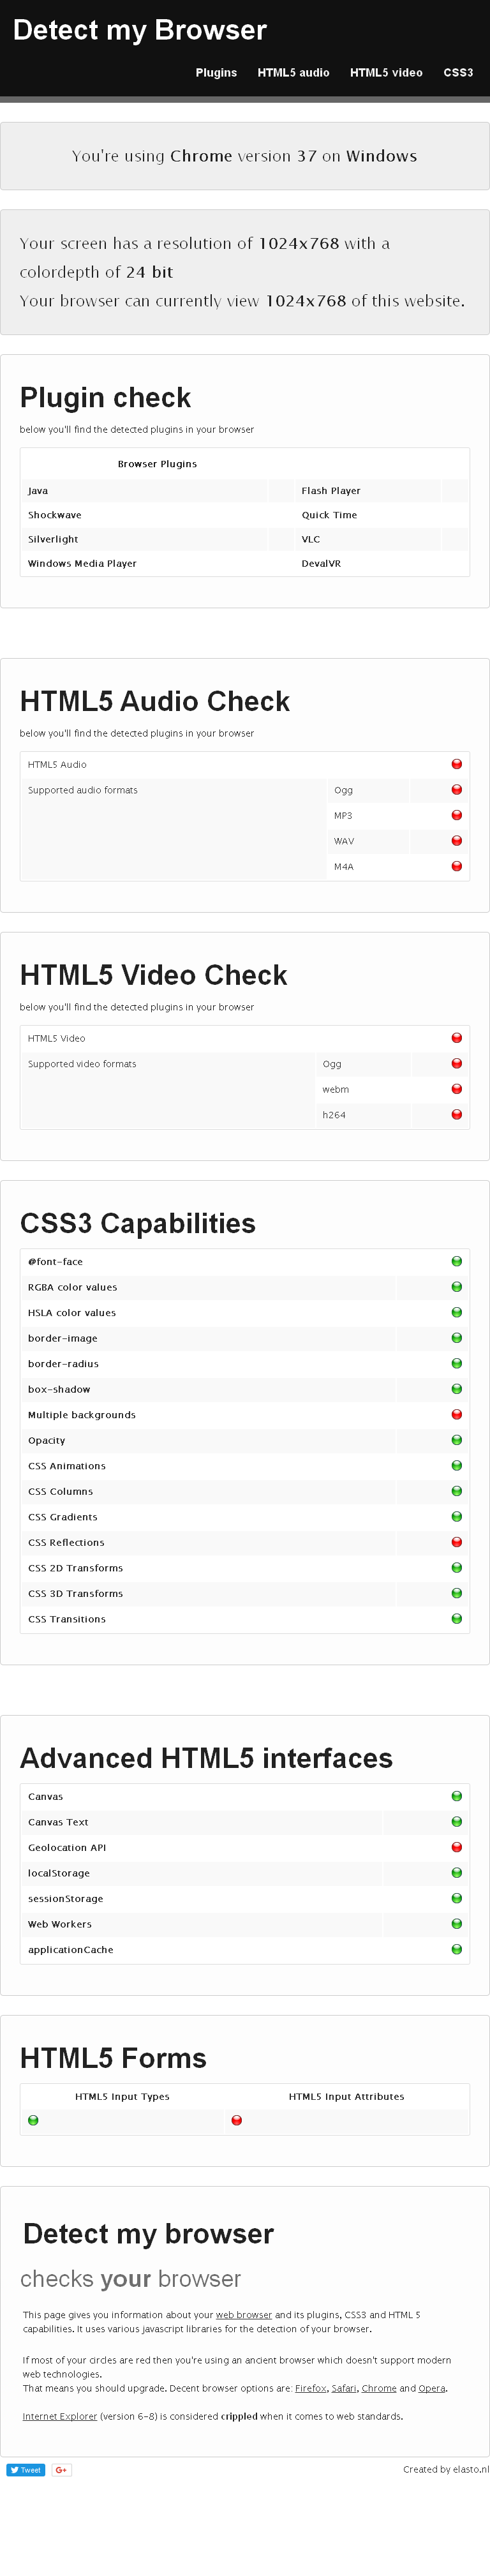 Detect my Browser
Plugins HTML5 audio HTML5 video CSS3
You're using Chrome version 37 on Windows
Your screen has a resolution of 1024x768 with a
colordepth of 24 bit
Your browser can currently view 1024x768 of this website.
Plugin check
below you'll find the detected plugins in your browser
Browser Plugins
Java Flash Player
Shockwave Quick Time
Silverlight VLC
Windows Media Player DevalVR
HTML5 Audio Check
below you'll find the detected plugins in your browser
HTML5 Audio
Supported audio formats Ogg
MP3
WAV
M4A
HTML5 Video Check
below you'll find the detected plugins in your browser
HTML5 Video
Supported video formats Ogg
webm
h264
CSS3 Capabilities
@font-face
RGBA color values
HSLA color values
border-image
border-radius
box-shadow
Multiple backgrounds
Opacity
CSS Animations
CSS Columns
CSS Gradients
CSS Reflections
CSS 2D Transforms
CSS 3D Transforms
CSS Transitions
Advanced HTML5 interfaces
Canvas
Canvas Text
Geolocation API
localStorage
sessionStorage
Web Workers
applicationCache
HTML5 Forms
HTML5 Input Types HTML5 Input Attributes
Detect my browser
checks your browser
This page gives you information about your web browser and its plugins, CSS3 and HTML 5
capabilities. It uses various javascript libraries for the detection of your browser.
If most of your circles are red then you're using an ancient browser which doesn't support modern
web technologies.
That means you should upgrade. Decent browser options are: Firefox, Safari, Chrome and Opera.
Internet Explorer (version 6-8) is considered crippled when it comes to web standards.
Tweet G+ Created by elasto.nl